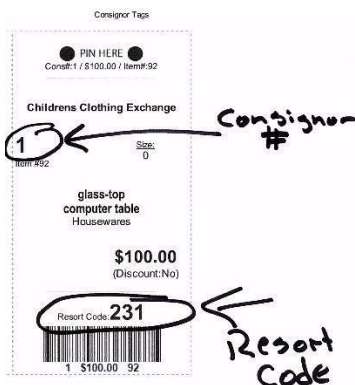 Consignor Tags
PIN HERE
Cons#:1 / $100.00 / Item#:92
Childrens Clothing Exchange
Consignor
#
1
Size:
0
Item #92
glass-top
computer table
Housewares
$100.00
(Discount:No)
Resort Code:231
Resort
Code
1 $100.00 92